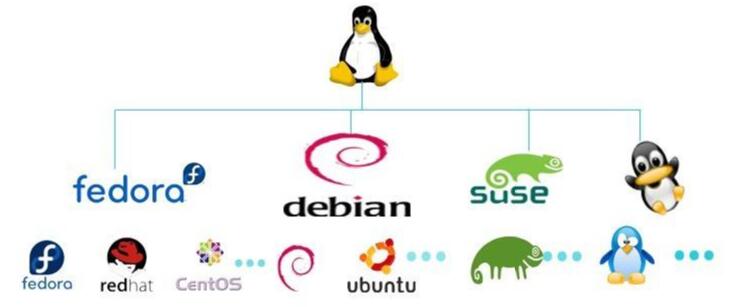 fedora
debian
suse
fedora
redhat
CentOS
ubuntu